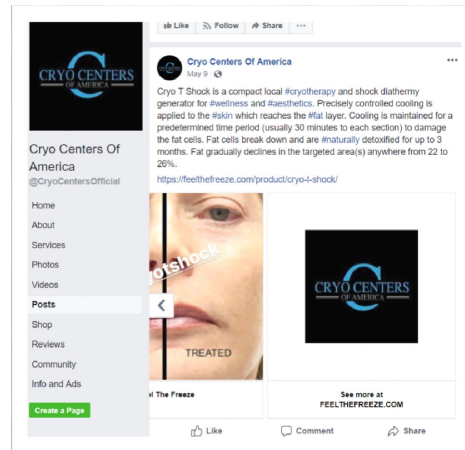 Like Follow Share ...
CRYO CENTERS
OF AMERICA
Cryo Centers Of
America
@CryoCentersOfficial
Home
About
Services
Photos
Videos
Posts
Shop
Reviews
Community
Info and Ads
Create a Page
CRYO CENTERS
OF AMERICA
Cryo Centers Of America
May 9
Cryo T Shock is a compact local #cryotherapy and shock diathermy
generator for #wellness and #aesthetics. Precisely controlled cooling is
applied to the #skin which reaches the #fat layer. Cooling is maintained for a
predetermined time period (usually 30 minutes to each section) to damage
the fat cells. Fat cells break down and are #naturally detoxified for up to 3
months. Fat gradually declines in the targeted area(s) anywhere from 22 to
26%.
https://feelthefreeze.com/product/cryo-t-shock/
otshock
TREATED
el The Freeze
CRYO CENTERS
OF AMERICA
See more at
FEELTHEFREEZE.COM
Like Comment Share